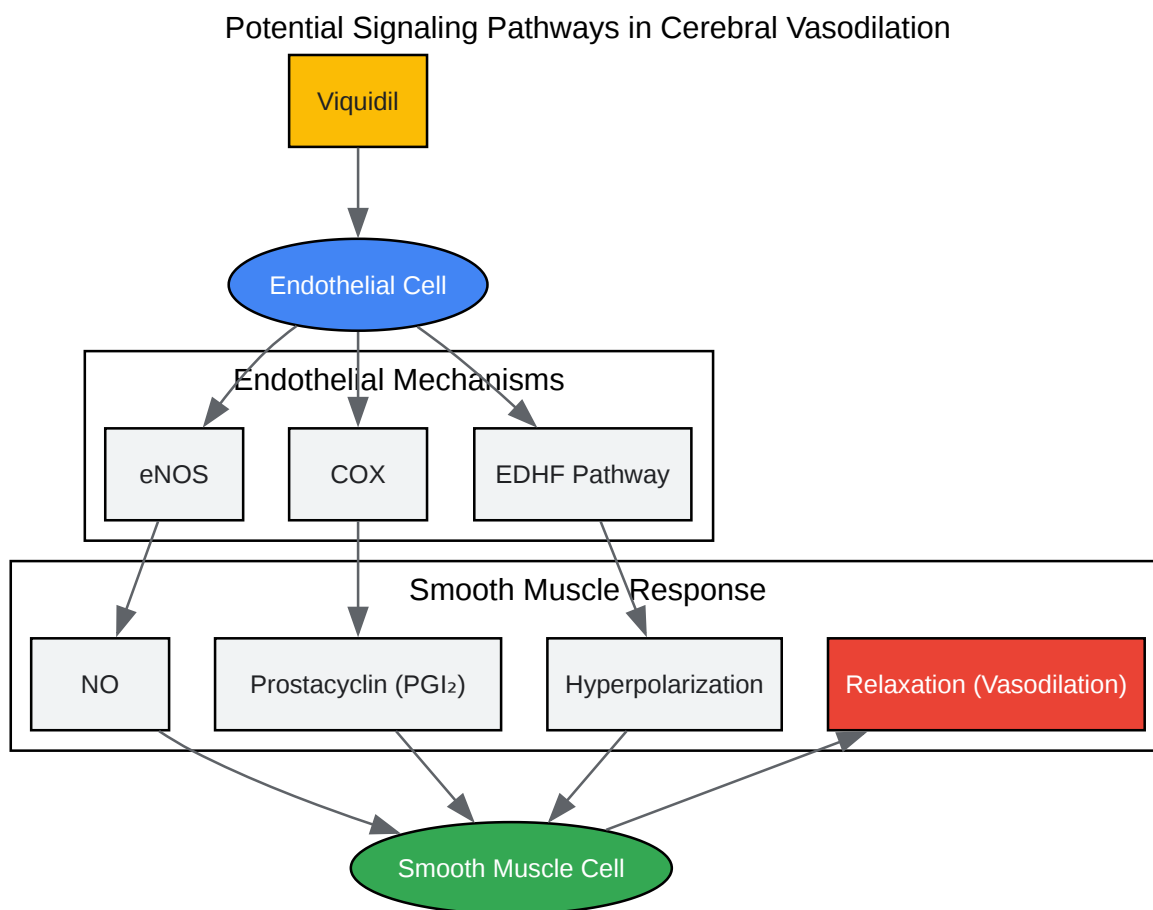 Potential Signaling Pathways in Cerebral Vasodilation
Viquidil
Endothelial Cell
Endothelial Mechanisms
eNOS
COX
EDHF Pathway
Smooth Muscle Response
NO
Prostacyclin (PGI₂)
Hyperpolarization
Relaxation (Vasodilation)
Smooth Muscle Cell